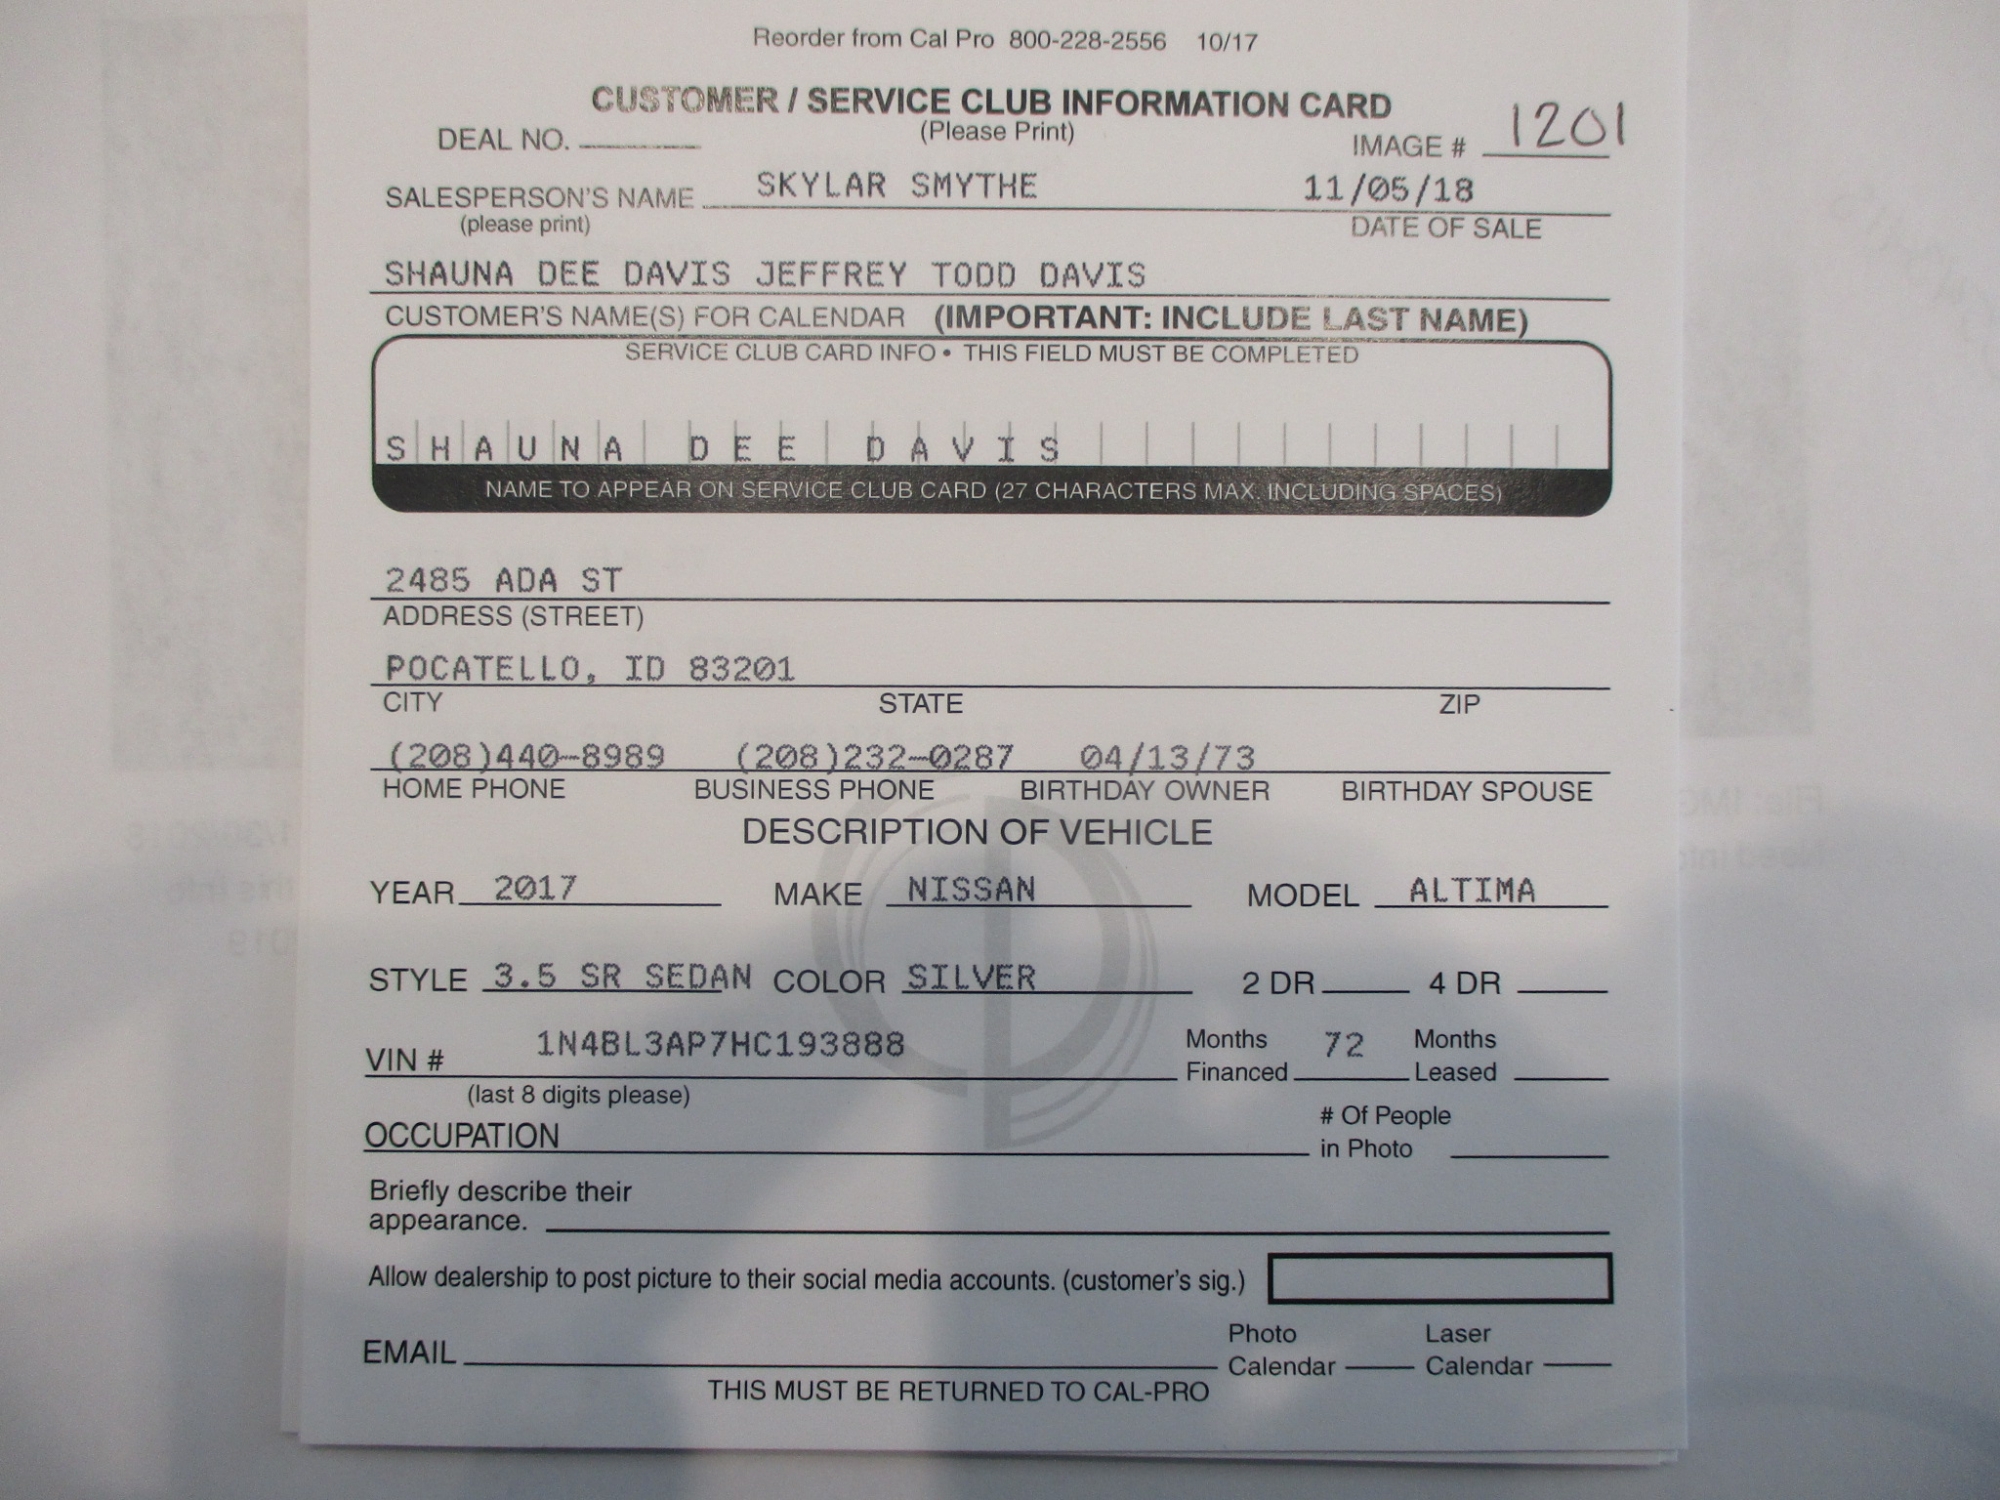 Reorder from Cal Pro 800-228-2556 10/17
CUSTOMER / SERVICE CLUB INFORMATION CARD
(Please Print)
DEAL NO.
IMAGE # 1201
SALESPERSON'S NAME SKYLAR SMYTHE 11/05/18
(please print) DATE OF SALE
SHAUNA DEE DAVIS JEFFREY TODD DAVIS
CUSTOMER'S NAME(S) FOR CALENDAR (IMPORTANT: INCLUDE LAST NAME)
SERVICE CLUB CARD INFO • THIS FIELD MUST BE COMPLETED
SHAUNA DEE DAVIS
NAME TO APPEAR ON SERVICE CLUB CARD (27 CHARACTERS MAX. INCLUDING SPACES)
2485 ADA ST
ADDRESS (STREET)
POCATELLO, ID 83201
CITY STATE ZIP
(208)440-8989 (208)232-0287 04/13/73
HOME PHONE BUSINESS PHONE BIRTHDAY OWNER BIRTHDAY SPOUSE
DESCRIPTION OF VEHICLE
YEAR 2017 MAKE NISSAN MODEL ALTIMA
STYLE 3.5 SR SEDAN COLOR SILVER 2 DR 4 DR
VIN # 1N4BL3AP7HC193888 Months Financed 72 Months Leased
(last 8 digits please)
OCCUPATION # Of People in Photo
Briefly describe their
appearance.
Allow dealership to post picture to their social media accounts. (customer's sig.)
EMAIL Photo Calendar Laser Calendar
THIS MUST BE RETURNED TO CAL-PRO